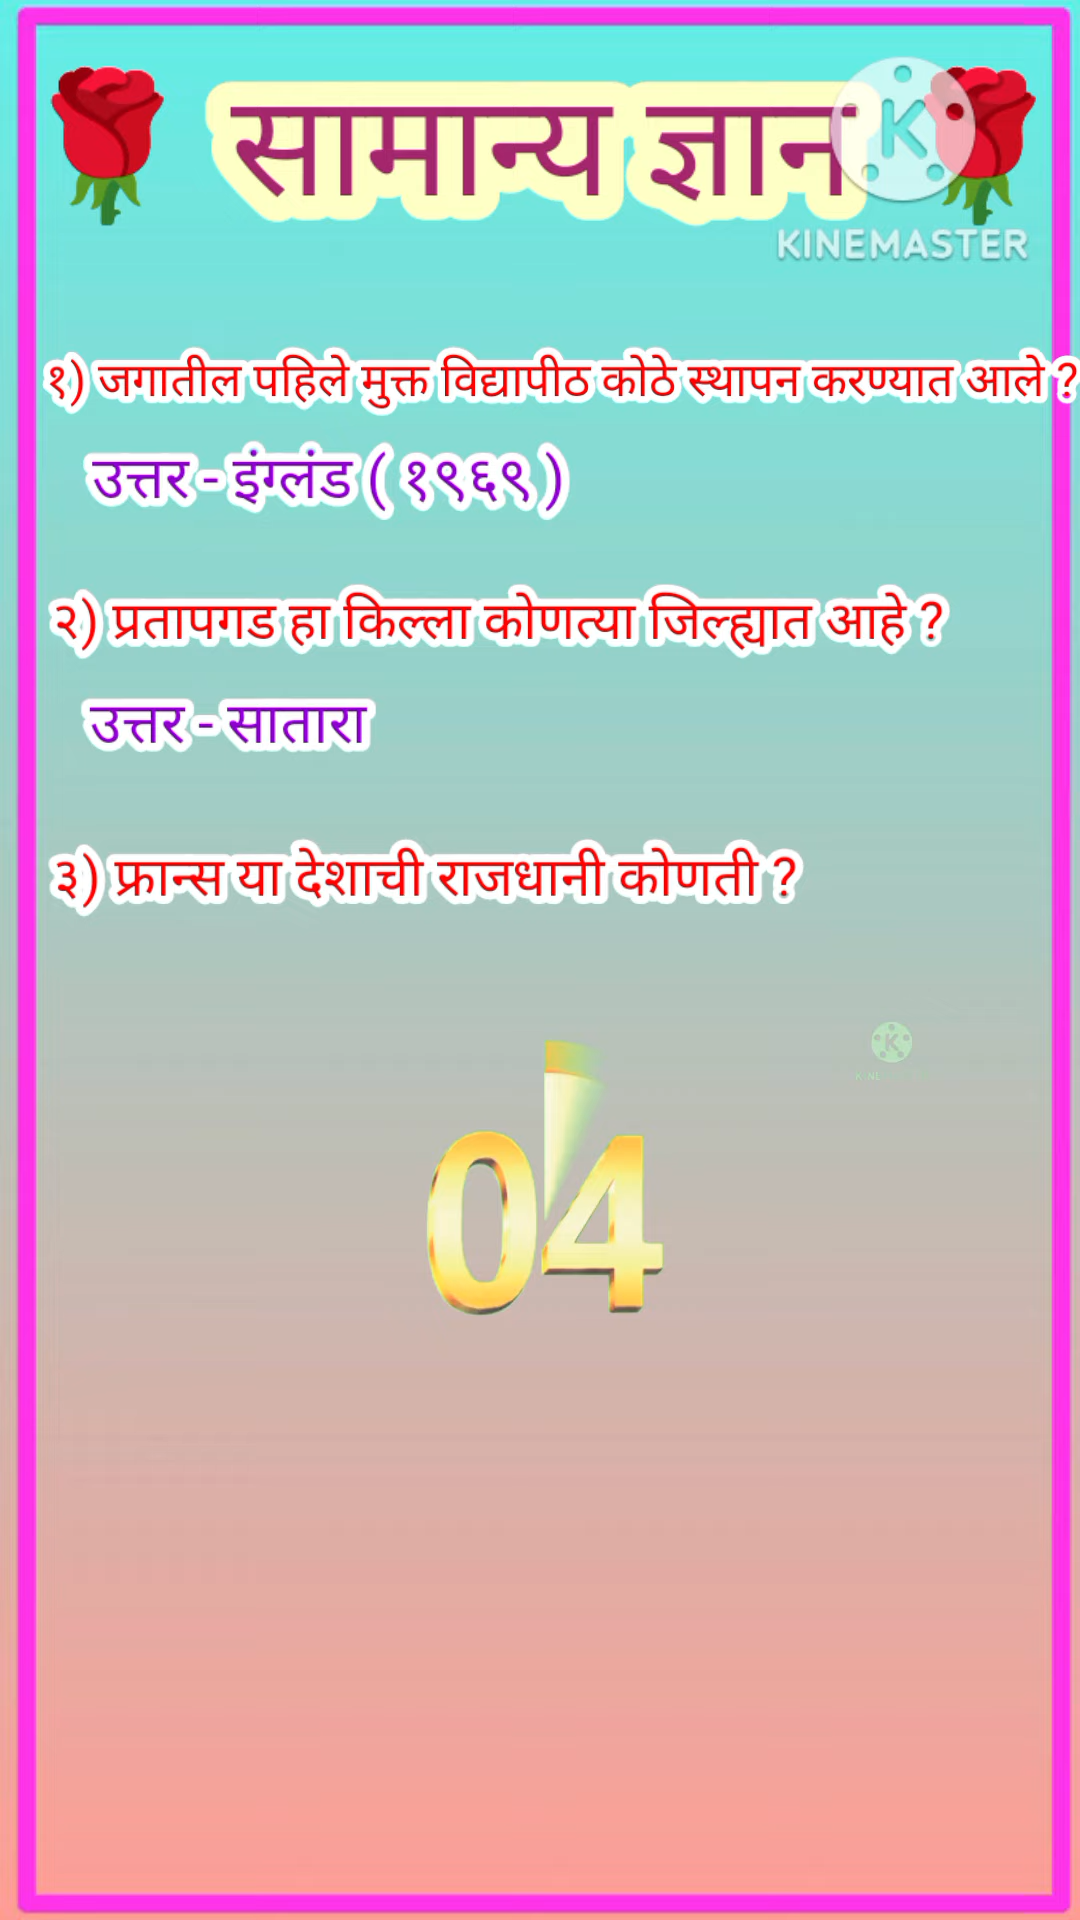 सामान्य ज्ञान
KINEMASTER
१) जगातील पहिले मुक्त विद्यापीठ कोठे स्थापन करण्यात आले ?
उत्तर - इंग्लंड ( १९६९ )
२) प्रतापगड हा किल्ला कोणत्या जिल्ह्यात आहे ?
उत्तर - सातारा
३) फ्रान्स या देशाची राजधानी कोणती ?
04